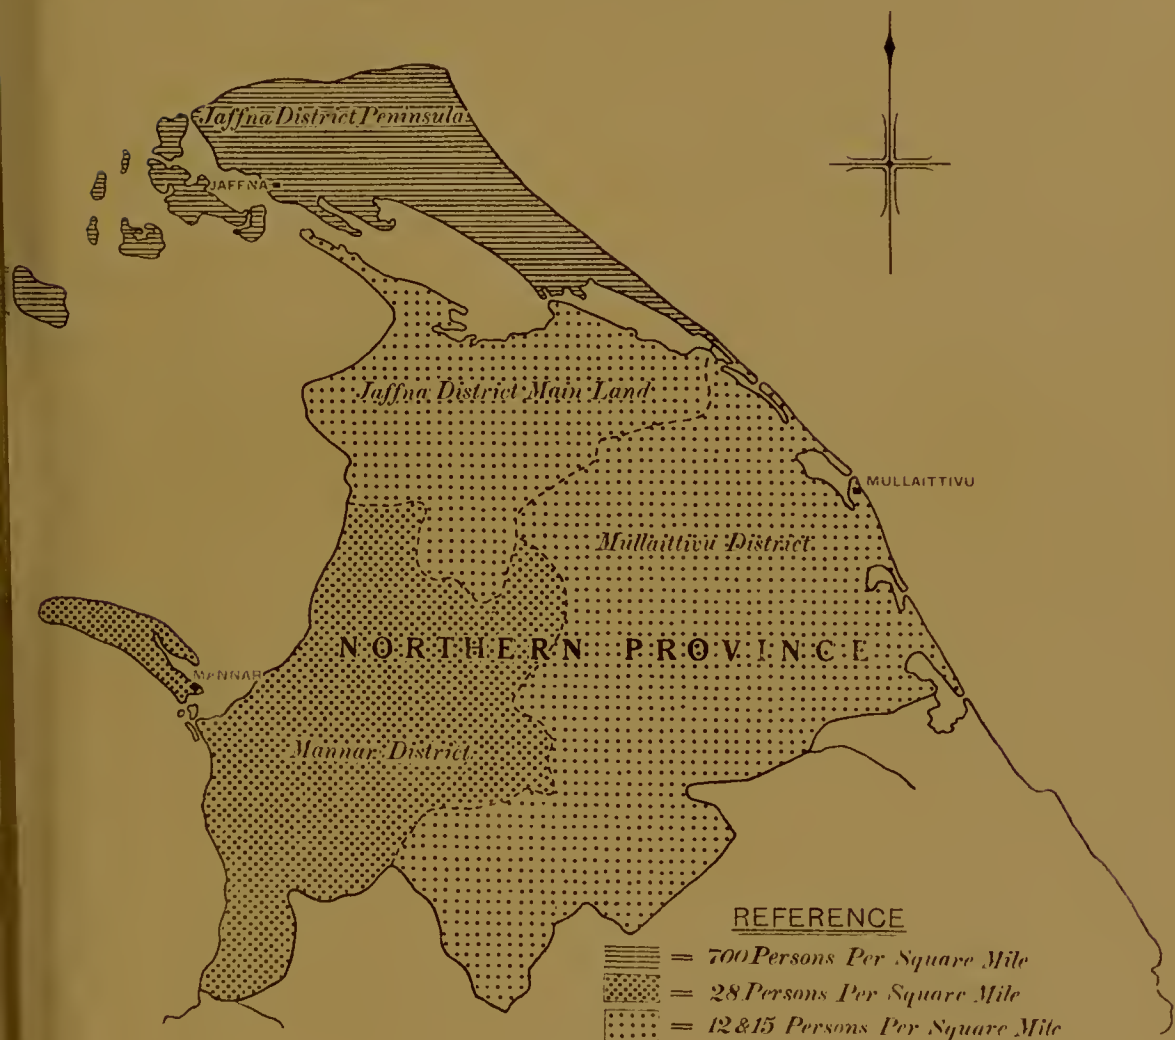 Jaffna District Peninsula
JAFFNA
Jaffna District Main Land
MULLAITTIVU
Mullaittivu District
NORTHERN PROVINCE
MANNAR
Mannar District
REFERENCE
= 700 Persons Per Square Mile
= 28 Persons Per Square Mile
= 12 & 15 Persons Per Square Mile